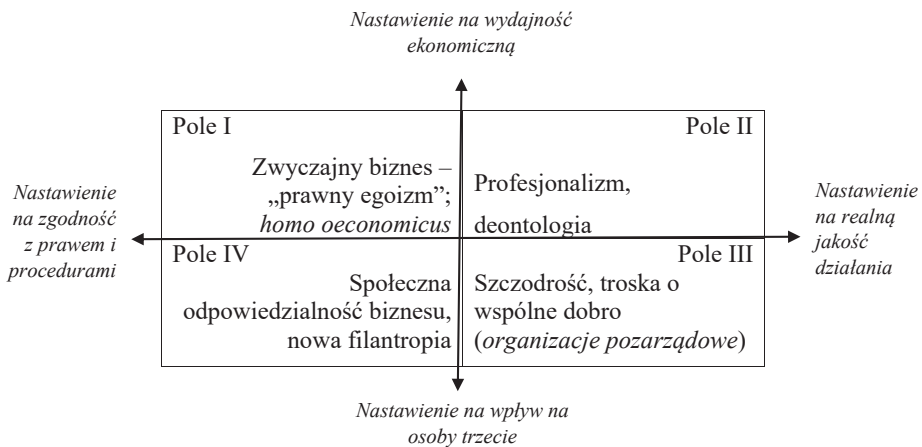 Nastawienie na wydajność
ekonomiczną
Pole I
Pole II
Zwyczajny biznes –
„prawny egoizm”;
homo oeconomicus
Profesjonalizm,
deontologia
Nastawienie
na zgodność
z prawem i
procedurami
Nastawienie
na realną
jakość
działania
Pole IV
Pole III
Społeczna
odpowiedzialność biznesu,
nowa filantropia
Szczodrość, troska o
wspólne dobro
(organizacje pozarządowe)
Nastawienie na wpływ na
osoby trzecie